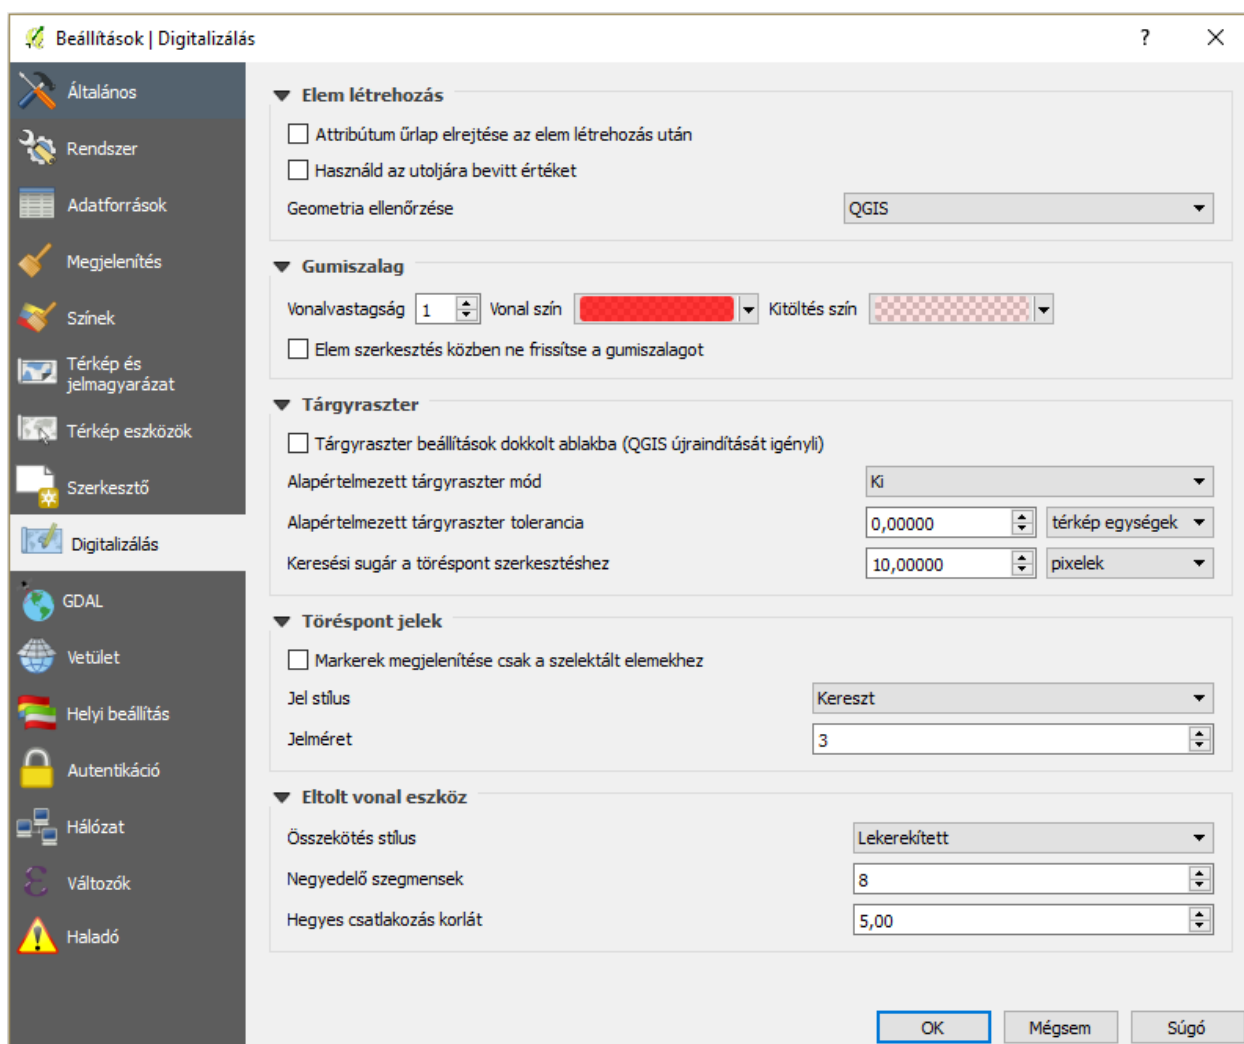 Beállítások | Digitalizálás
?
Általános
Rendszer
Adatforrások
Megjelenítés
Színek
Térkép és
jelmagyarázat
Térkép eszközök
Szerkesztő
Digitalizálás
GDAL
Vetület
Helyi beállítás
Autentikáció
Hálózat
Változók
Haladó
Elem létrehozás
Attribútum űrlap elrejtése az elem létrehozás után
Használd az utoljára bevitt értéket
Geometria ellenőrzése QGIS
Gumiszalag
Vonalvastagság 1 Vonal szín Kitöltés szín
Elem szerkesztés közben ne frissítse a gumiszalagot
Tárgyraszter
Tárgyraszter beállítások dokkolt ablakba (QGIS újraindítását igényli)
Alapértelmezett tárgyraszter mód Ki
Alapértelmezett tárgyraszter tolerancia 0,00000 térkép egységek
Keresési sugár a töréspont szerkesztéshez 10,00000 pixelek
Töréspont jelek
Markerek megjelenítése csak a szelektált elemekhez
Jel stílus Kereszt
Jelméret 3
Eltolt vonal eszköz
Összekötés stílus Lekerekített
Negyedelő szegmensek 8
Hegyes csatlakozás korlát 5,00
OK Mégsem Súgó